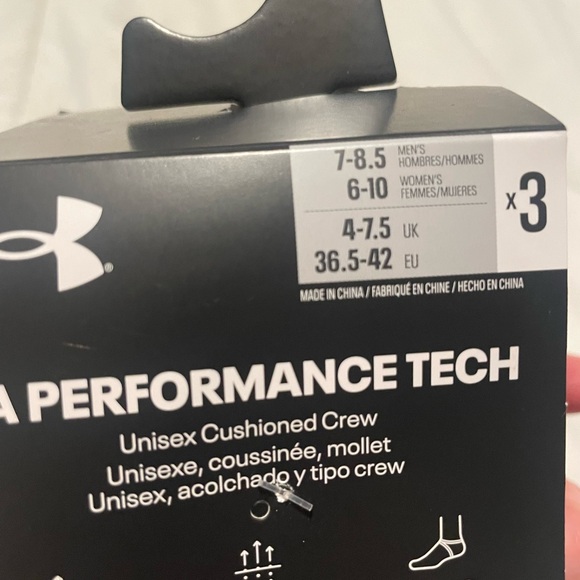 7-8.5 MEN'S HOMBRES/HOMMES
6-10 WOMEN'S FEMMES/MUJERES
4-7.5 UK
36.5-42 EU
x3
MADE IN CHINA / FABRIQUÉ EN CHINE / HECHO EN CHINA
A PERFORMANCE TECH
Unisex Cushioned Crew
Unisexe, coussinée, mollet
Unisex, acolchado y tipo crew